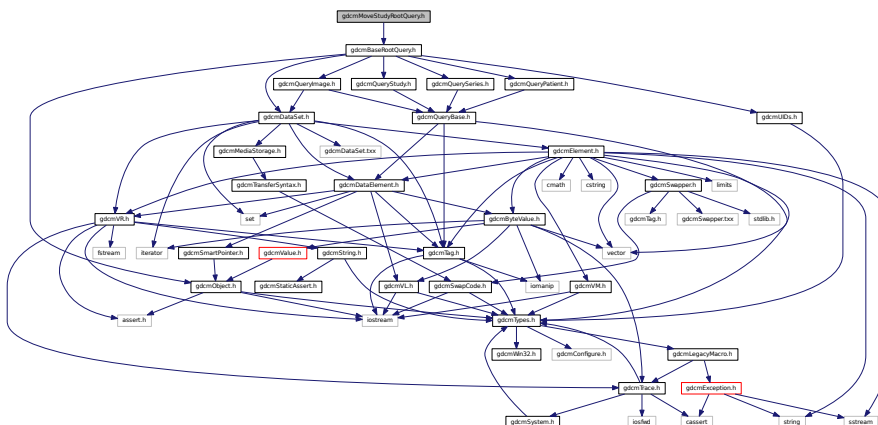 gdcmMoveStudyRootQuery.h
gdcmBaseRootQuery.h
gdcmQueryImage.h
gdcmQueryStudy.h
gdcmQuerySeries.h
gdcmQueryPatient.h
gdcmDataSet.h
gdcmQueryBase.h
gdcmUIDs.h
gdcmMediaStorage.h
gdcmDataSet.txx
gdcmElement.h
gdcmTransferSyntax.h
gdcmDataElement.h
cmath
cstring
gdcmSwapper.h
limits
gdcmVR.h
set
gdcmByteValue.h
gdcmTag.h
gdcmSwapper.txx
stdlib.h
fstream
iterator
gdcmSmartPointer.h
gdcmValue.h
gdcmString.h
gdcmTag.h
vector
gdcmObject.h
gdcmStaticAssert.h
gdcmVL.h
gdcmSwapCode.h
iomanip
gdcmVM.h
assert.h
iostream
gdcmTypes.h
gdcmWin32.h
gdcmConfigure.h
gdcmLegacyMacro.h
gdcmTrace.h
gdcmException.h
gdcmSystem.h
iosfwd
cassert
string
sstream